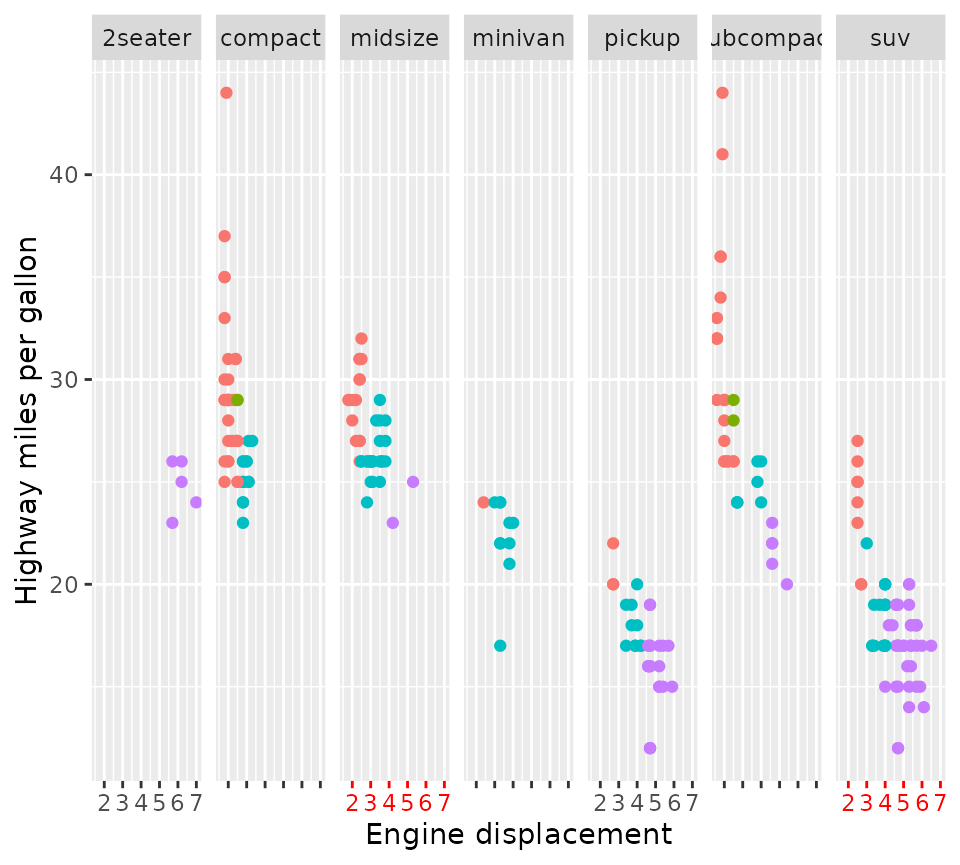 2seater compact midsize minivan pickup ubcompac suv
Highway miles per gallon
40
30
20
2 3 4 5 6 7 2 3 4 5 6 7 2 3 4 5 6 7 2 3 4 5 6 7
Engine displacement